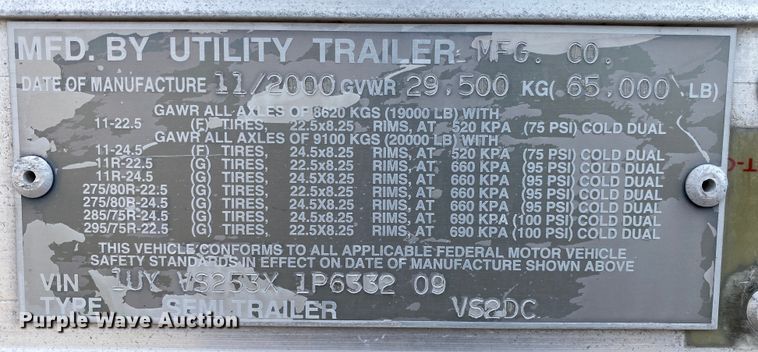 MFD. BY UTILITY TRAILER MFG. CO.
DATE OF MANUFACTURE 11/2000 GVWR 29,500 KG( 65,000 LB)
GAWR ALL AXLES OF 8620 KGS (19000 LB) WITH
11-22.5 (F) TIRES, 22.5x8.25 RIMS, AT 520 KPA (75 PSI) COLD DUAL
GAWR ALL AXLES OF 9100 KGS (20000 LB) WITH
11-24.5 (F) TIRES, 24.5x8.25 RIMS, AT 520 KPA (75 PSI) COLD DUAL
11R-22.5 (G) TIRES, 22.5x8.25 RIMS, AT 660 KPA (95 PSI) COLD DUAL
11R-24.5 (G) TIRES, 24.5x8.25 RIMS, AT 660 KPA (95 PSI) COLD DUAL
275/80R-22.5 (G) TIRES, 22.5X8.25 RIMS, AT 660 KPA (95 PSI) COLD DUAL
275/80R-24.5 (G) TIRES, 24.5X8.25 RIMS, AT 660 KPA (95 PSI) COLD DUAL
285/75R-24.5 (G) TIRES, 24.5x8.25 RIMS, AT 690 KPA (100 PSI) COLD DUAL
295/75R-22.5 (G) TIRES, 22.5x8.25 RIMS, AT 690 KPA (100 PSI) COLD DUAL
THIS VEHICLE CONFORMS TO ALL APPLICABLE FEDERAL MOTOR VEHICLE
SAFETY STANDARDS IN EFFECT ON DATE OF MANUFACTURE SHOWN ABOVE
VIN 1UY VS253X 1P6332 09
TYPE SEMITRAILER VS2DC
Purple Wave Auction